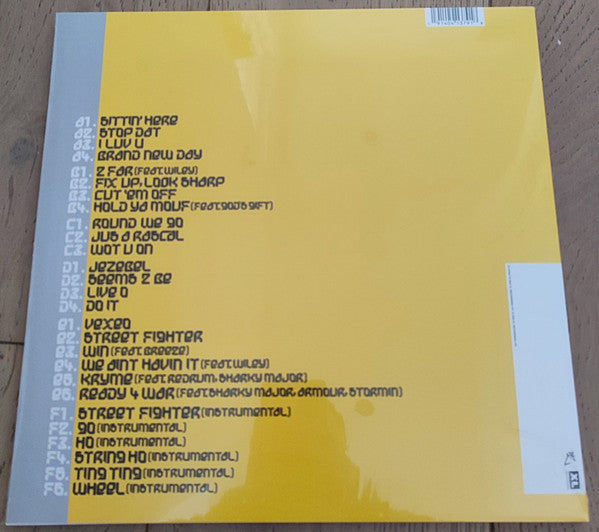 A1. SITTIN' HERE
A2. STOP DAT
A3. I LUV U
A4. BRAND NEW DAY
B1. 2 FAR (FEAT. WILEY)
B2. FIX UP, LOOK SHARP
B3. CUT 'EM OFF
B4. HOLD YA MOUF (FEAT. GOD'S GIFT)
C1. ROUND WE GO
C2. JUS A RASCAL
C3. WOT U ON
D1. JEZEBEL
D2. SEEMS 2 BE
D3. LIVE O
D4. DO IT
E1. VEXED
E2. STREET FIGHTER
E3. WIN (FEAT. BREEZE)
E4. WE AINT HAVIN IT (FEAT. WILEY)
E5. KRYME (FEAT. REDRUM, SHARKY MAJOR)
E6. READY 4 WAR (FEAT. SHARKY MAJOR, ARMOUR, STORMIN)
F1. STREET FIGHTER (INSTRUMENTAL)
F2. GO (INSTRUMENTAL)
F3. HO (INSTRUMENTAL)
F4. STRING HO (INSTRUMENTAL)
F5. TING TING (INSTRUMENTAL)
F6. WHEEL (INSTRUMENTAL)
XL